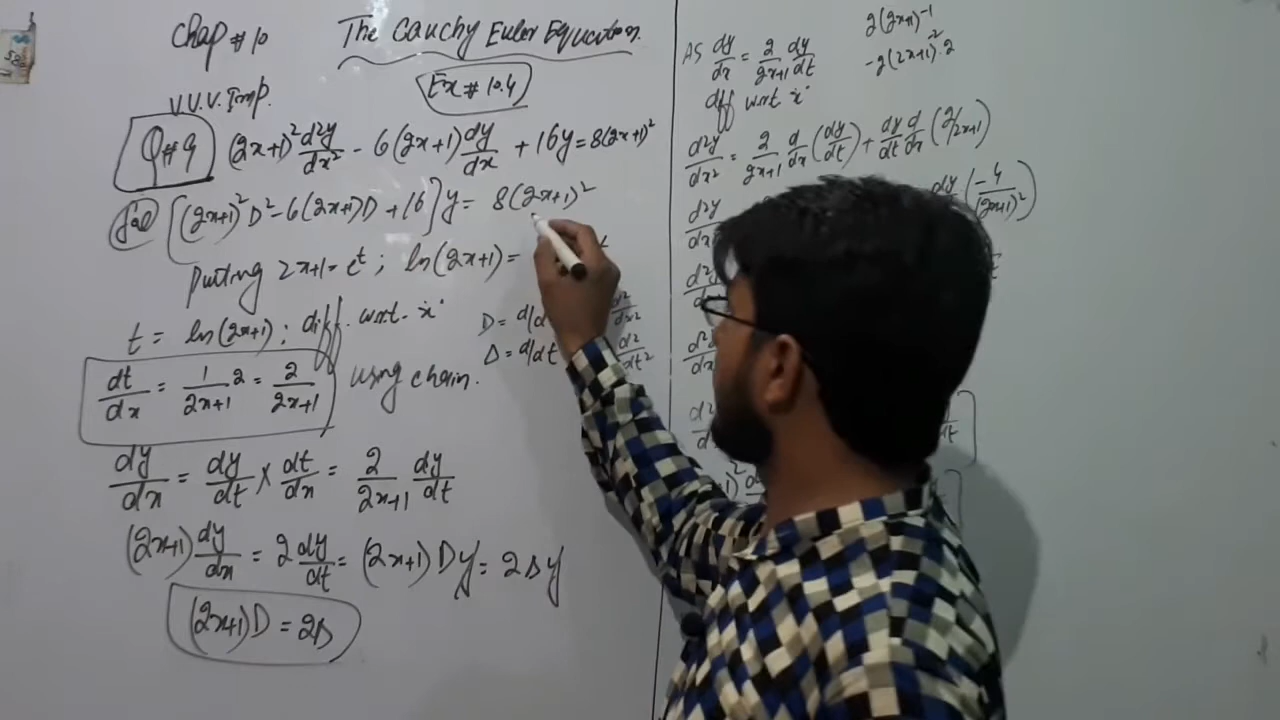 Chap # 10
The Cauchy Euler Equation.
Ex # 10.4
V.V.V. Imp.
Q # 9 (2x+1)² d²y/dx² - 6(2x+1) dy/dx + 16y = 8(2x+1)²
Sol [(2x+1)² D² - 6(2x+1)D + 16] y = 8(2x+1)²
Putting 2x+1 = eᵗ ; ln(2x+1) =
t = ln(2x+1) ; diff. w.r.t. 'x'
D = d/d d²/dx²
Δ = d/dt d²/dt²
dt/dx = 1/2x+1 2 = 2/2x+1 using chain.
dy/dx = dy/dt × dt/dx = 2/2x+1 dy/dt
(2x+1) dy/dx = 2 dy/dt = (2x+1) D y = 2Δy
(2x+1)D = 2Δ
2(2x+1)⁻¹
-2(2x+1)⁻².2
As dy/dx = 2/2x+1 dy/dt
diff w.r.t 'x'
d²y/dx² = 2/2x+1 d/dx (dy/dt) + dy/dt d/dx (2/2x+1)
d²y dy (-4/(2x+1)²)